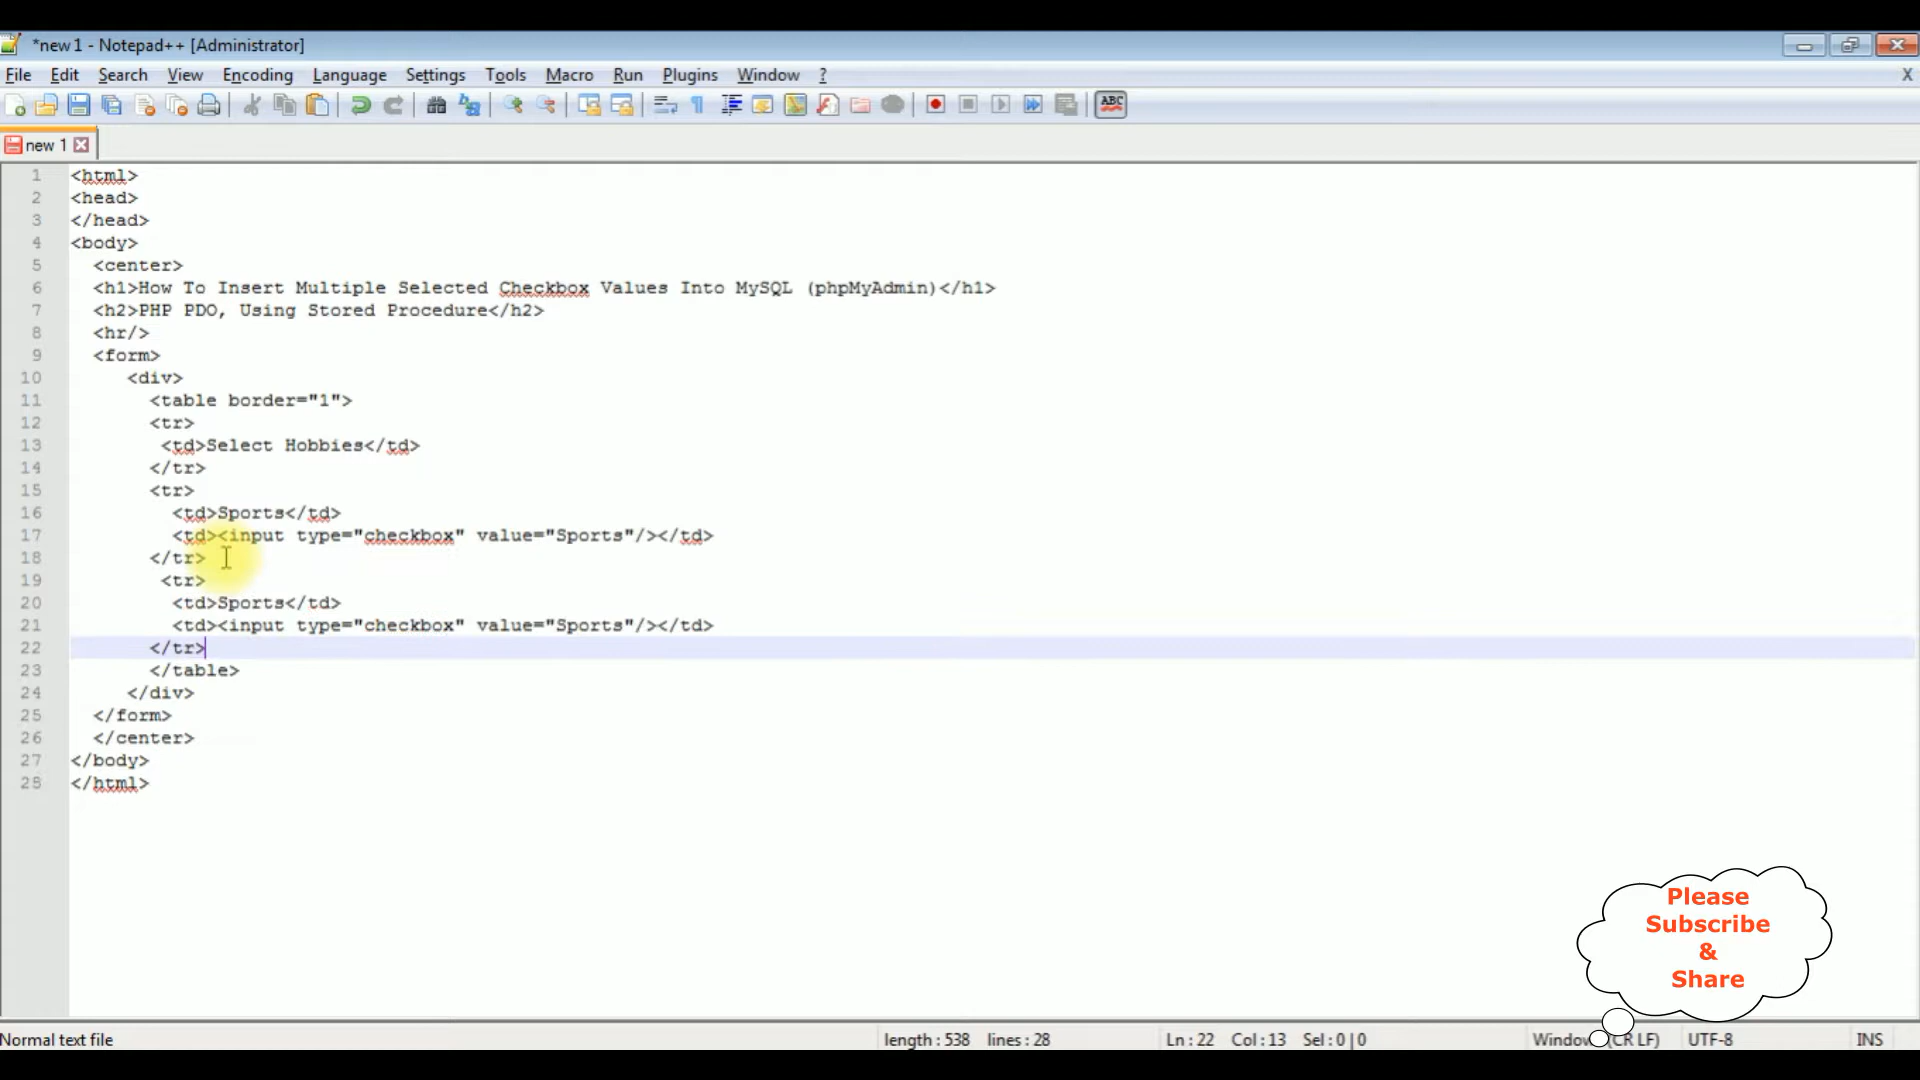 *new 1 - Notepad++ [Administrator]
File Edit Search View Encoding Language Settings Tools Macro Run Plugins Window ? X
ABC
new 1
1 <html>
2 <head>
3 </head>
4 <body>
5 <center>
6 <h1>How To Insert Multiple Selected Checkbox Values Into MySQL (phpMyAdmin)</h1>
7 <h2>PHP PDO, Using Stored Procedure</h2>
8 <hr/>
9 <form>
10 <div>
11 <table border="1">
12 <tr>
13 <td>Select Hobbies</td>
14 </tr>
15 <tr>
16 <td>Sports</td>
17 <td><input type="checkbox" value="Sports"/></td>
18 </tr>
19 <tr>
20 <td>Sports</td>
21 <td><input type="checkbox" value="Sports"/></td>
22 </tr>
23 </table>
24 </div>
25 </form>
26 </center>
27 </body>
28 </html>
Please
Subscribe
&
Share
Normal text file length : 538 lines : 28 Ln : 22 Col : 13 Sel : 0 | 0 Window (CR LF) UTF-8 INS